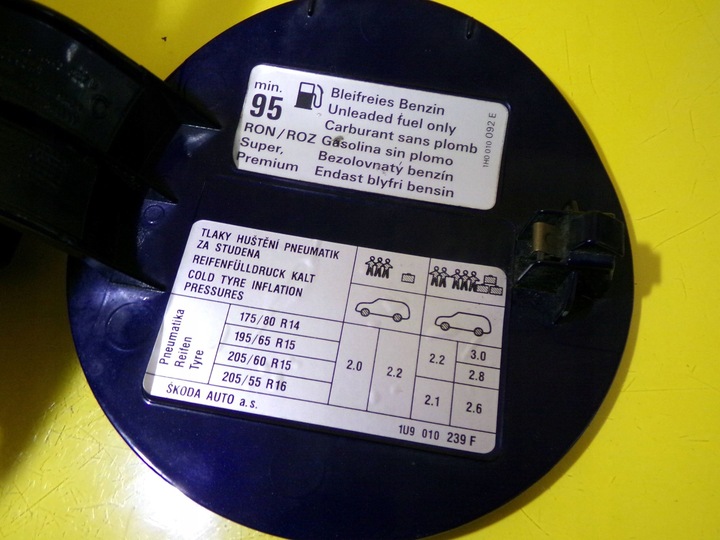 min.
95
RON/ROZ
Super,
Premium
Bleifreies Benzin
Unleaded fuel only
Carburant sans plomb
Gasolina sin plomo
Bezolovnatý benzín
Endast blyfri bensin
1H0 010 092 E
TLAKY HUŠTĚNÍ PNEUMATIK
ZA STUDENA
REIFENFÜLLDRUCK KALT
COLD TYRE INFLATION
PRESSURES
Pneumatika
Reifen
Tyre
175/80 R14
195/65 R15
205/60 R15
205/55 R16
2.0
2.2
2.2
2.1
3.0
2.8
2.6
ŠKODA AUTO a.s.
1U9 010 239 F